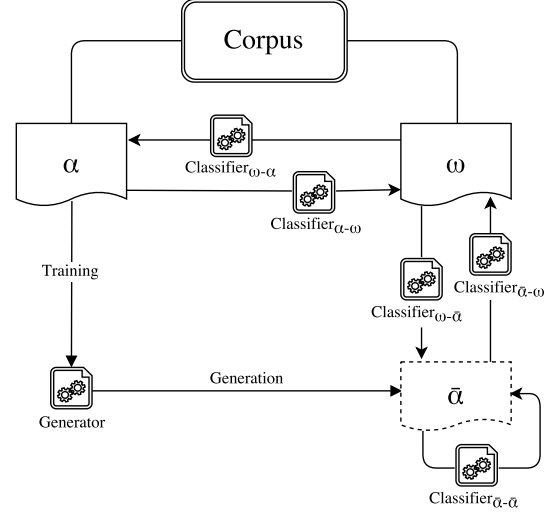 Corpus
α
ω
Classifierω-α
Classifierα-ω
Training
Classifierω-ᾱ
Classifierᾱ-ω
Generation
ᾱ
Generator
Classifierᾱ-ᾱ